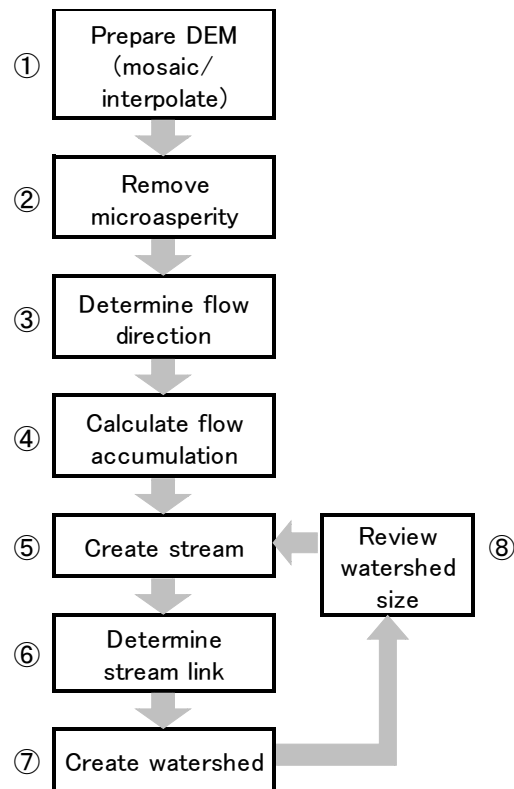 ①
Prepare DEM
(mosaic/
interpolate)
②
Remove
microasperity
③
Determine flow
direction
④
Calculate flow
accumulation
⑤
Create stream
Review
watershed
size
⑧
⑥
Determine
stream link
⑦
Create watershed